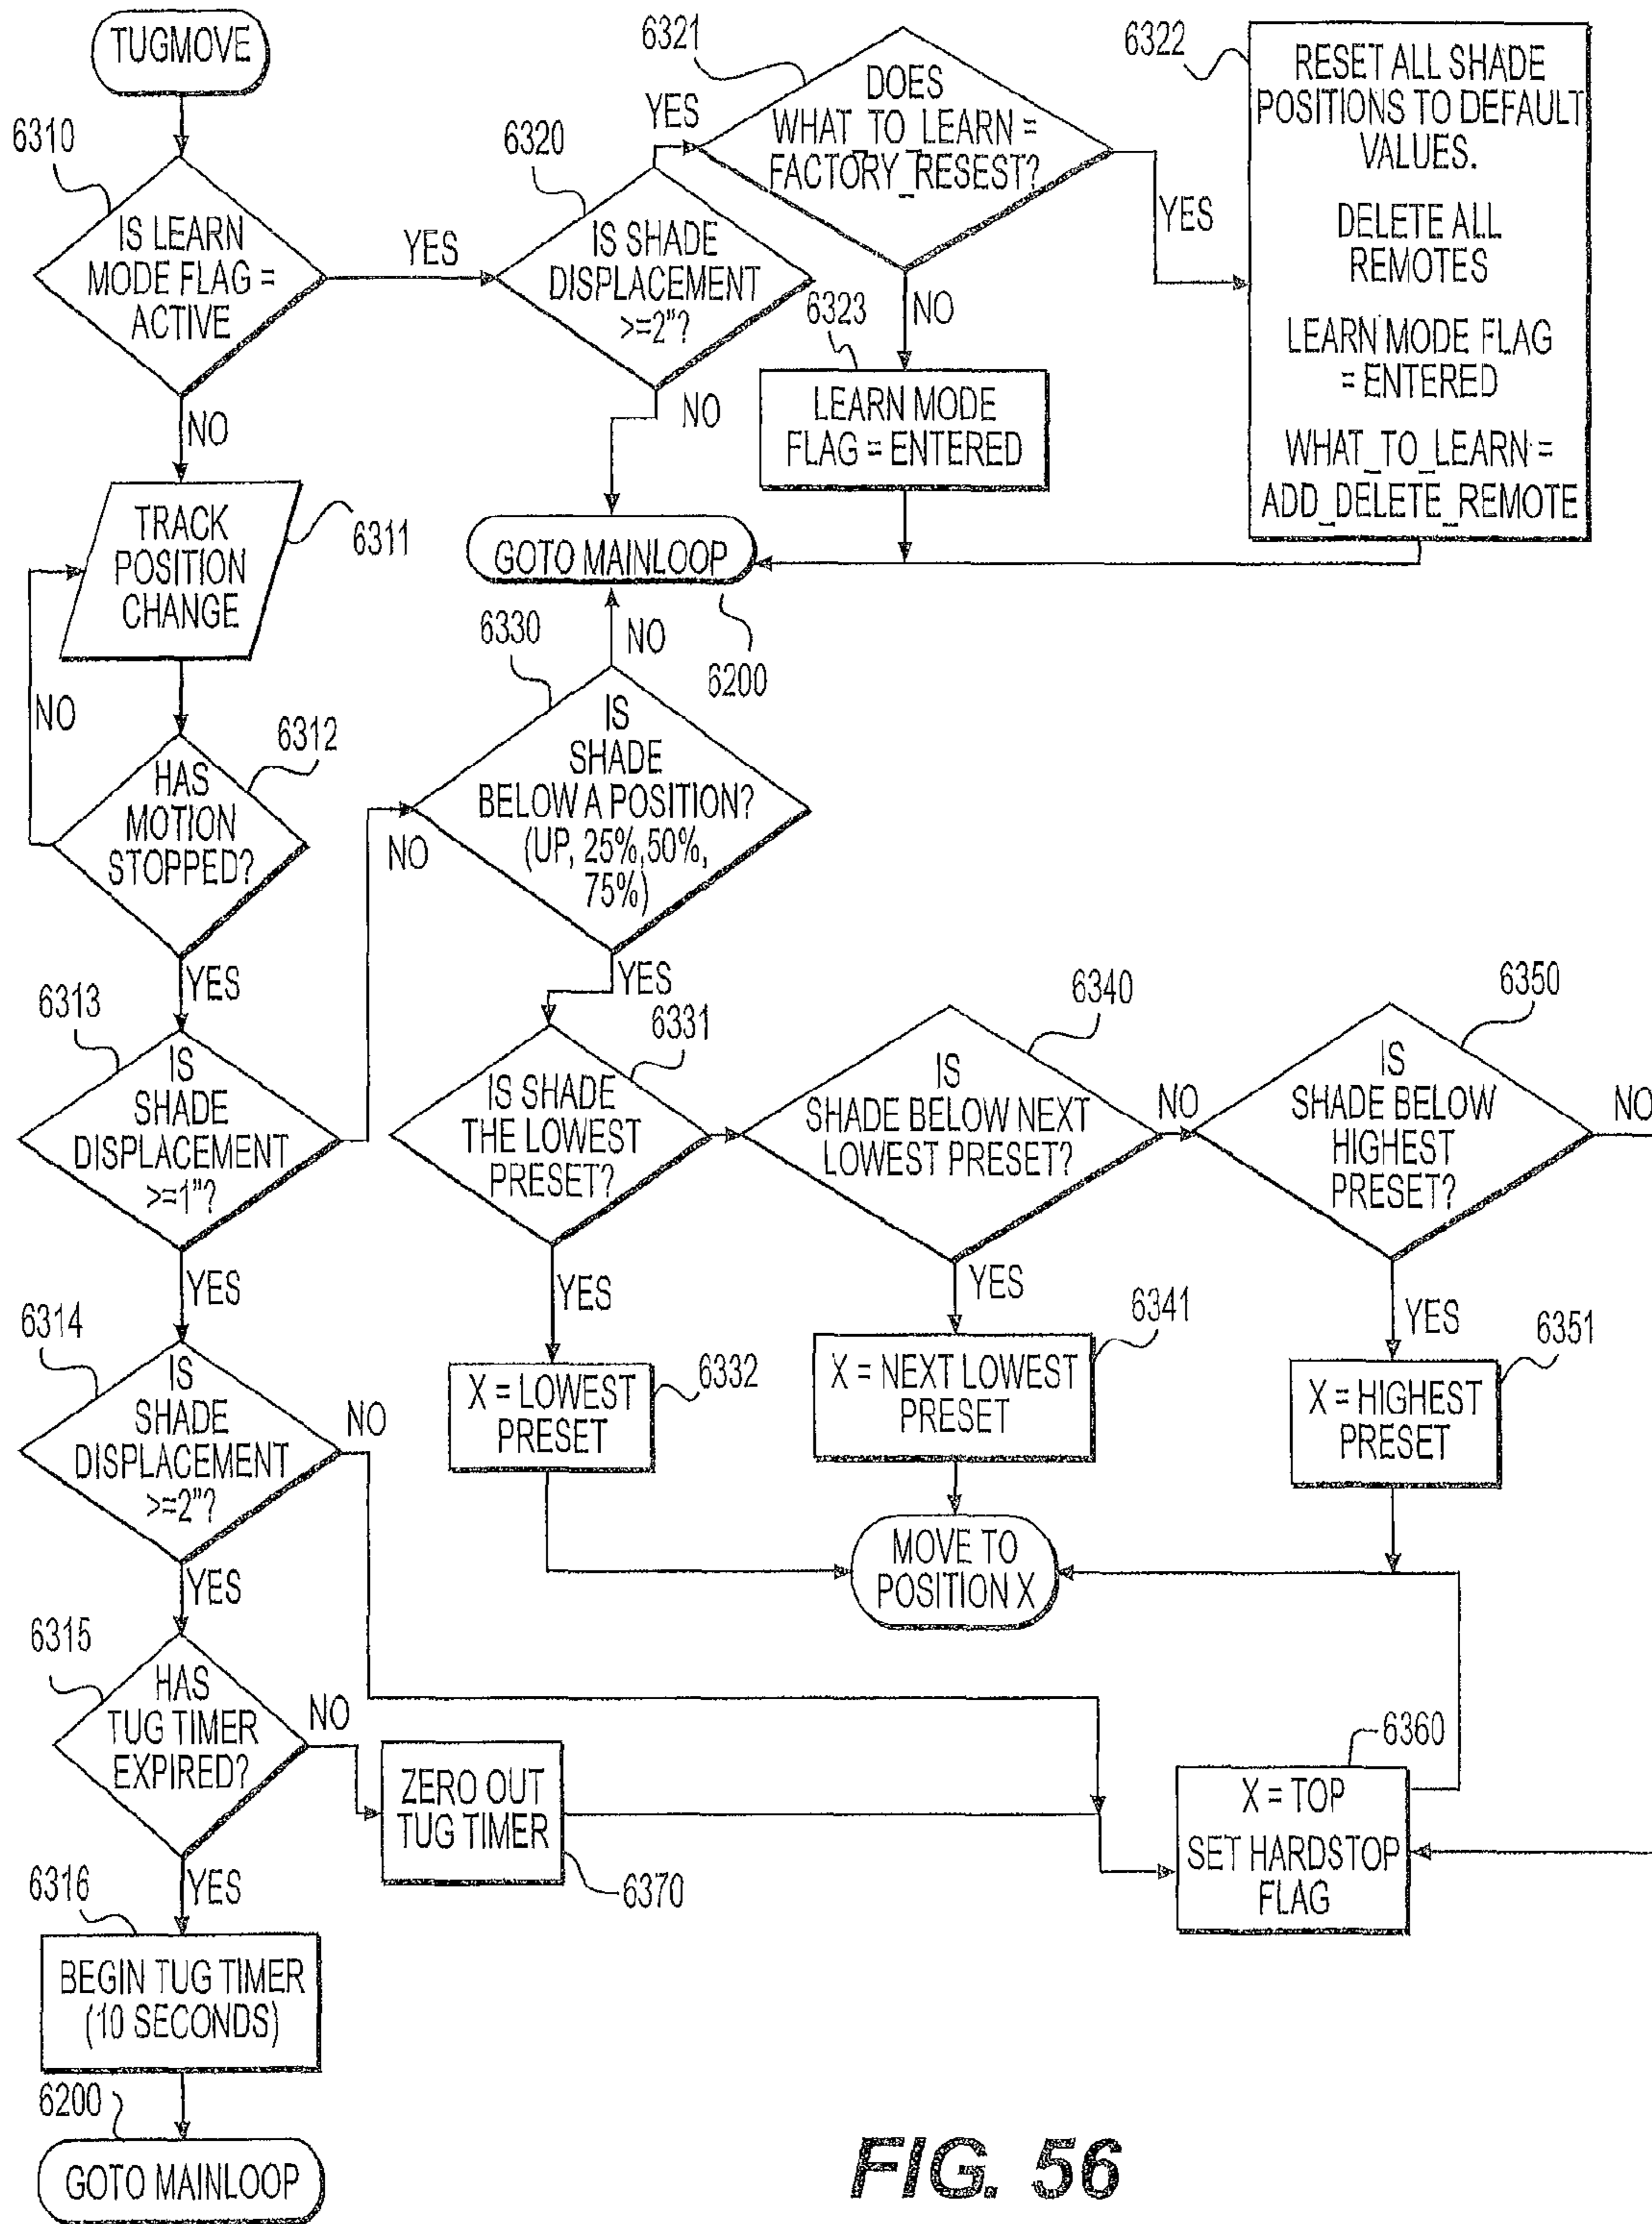 TUGMOVE
6310
IS LEARN
MODE FLAG =
ACTIVE
YES
NO
6320
IS SHADE
DISPLACEMENT
>=2"?
YES
NO
6321
DOES
WHAT_TO_LEARN =
FACTORY_RESEST?
YES
NO
6322
RESET ALL SHADE
POSITIONS TO DEFAULT
VALUES.
DELETE ALL
REMOTES
LEARN MODE FLAG
= ENTERED
WHAT_TO_LEARN =
ADD_DELETE_REMOTE
6323
LEARN MODE
FLAG = ENTERED
GOTO MAINLOOP
6200
TRACK
POSITION
CHANGE
6311
NO
6312
HAS
MOTION
STOPPED?
YES
6330
NO
IS
SHADE
BELOW A POSITION?
(UP, 25%,50%,
75%)
YES
6313
IS
SHADE
DISPLACEMENT
>=1"?
NO
YES
6331
IS SHADE
THE LOWEST
PRESET?
YES
6340
IS
SHADE BELOW NEXT
LOWEST PRESET?
NO
YES
6350
IS
SHADE BELOW
HIGHEST
PRESET?
NO
YES
6314
IS
SHADE
DISPLACEMENT
>=2"?
NO
YES
X = LOWEST
PRESET
6332
X = NEXT LOWEST
PRESET
6341
X = HIGHEST
PRESET
6351
MOVE TO
POSITION X
6315
HAS
TUG TIMER
EXPIRED?
NO
YES
ZERO OUT
TUG TIMER
6370
6360
X = TOP
SET HARDSTOP
FLAG
6316
BEGIN TUG TIMER
(10 SECONDS)
6200
GOTO MAINLOOP
FIG. 56